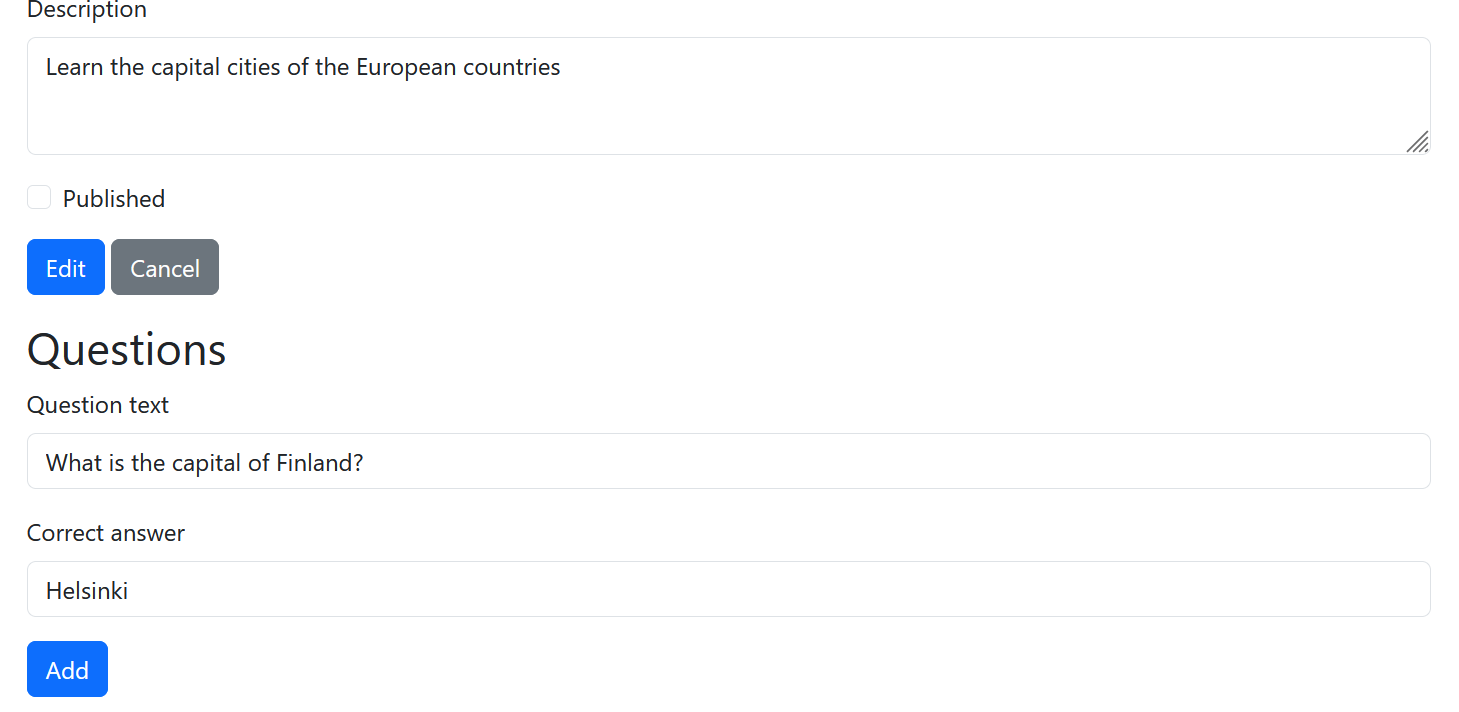 Description
Learn the capital cities of the European countries
Published
Edit Cancel
Questions
Question text
What is the capital of Finland?
Correct answer
Helsinki
Add